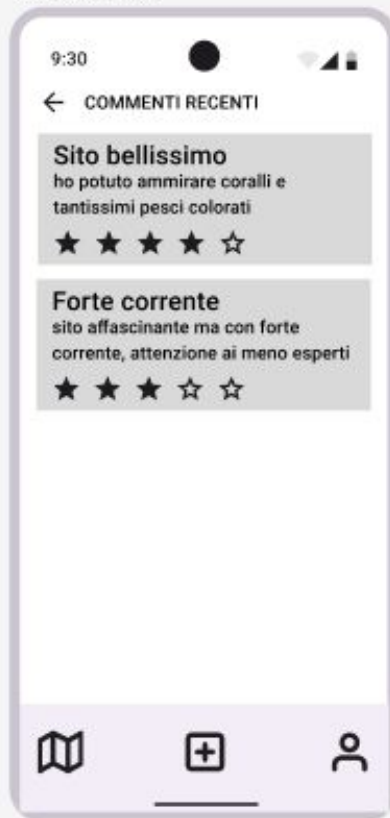 9:30
COMMENTI RECENTI
Sito bellissimo
ho potuto ammirare coralli e
tantissimi pesci colorati
Forte corrente
sito affascinante ma con forte
corrente, attenzione ai meno esperti